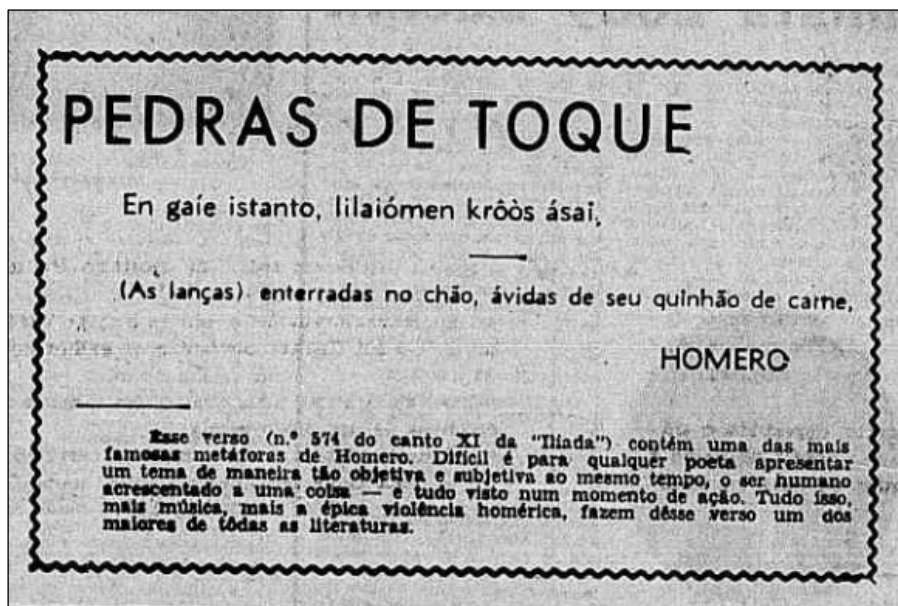 PEDRAS DE TOQUE
En gaíe istanto, lilaiómen krôòs ásai,
(As lanças) enterradas no chão, ávidas de seu quinhão de carne,
HOMERO
Esse verso (n.º 574 do canto XI da "Ilíada") contém uma das mais
famosas metáforas de Homero. Difícil é para qualquer poeta apresentar
um tema de maneira tão objetiva e subjetiva ao mesmo tempo, o ser humano
acrescentado a uma coisa — e tudo visto num momento de ação. Tudo isso,
mais música, mais a épica violência homérica, fazem dêsse verso um dos
maiores de tôdas as literaturas.